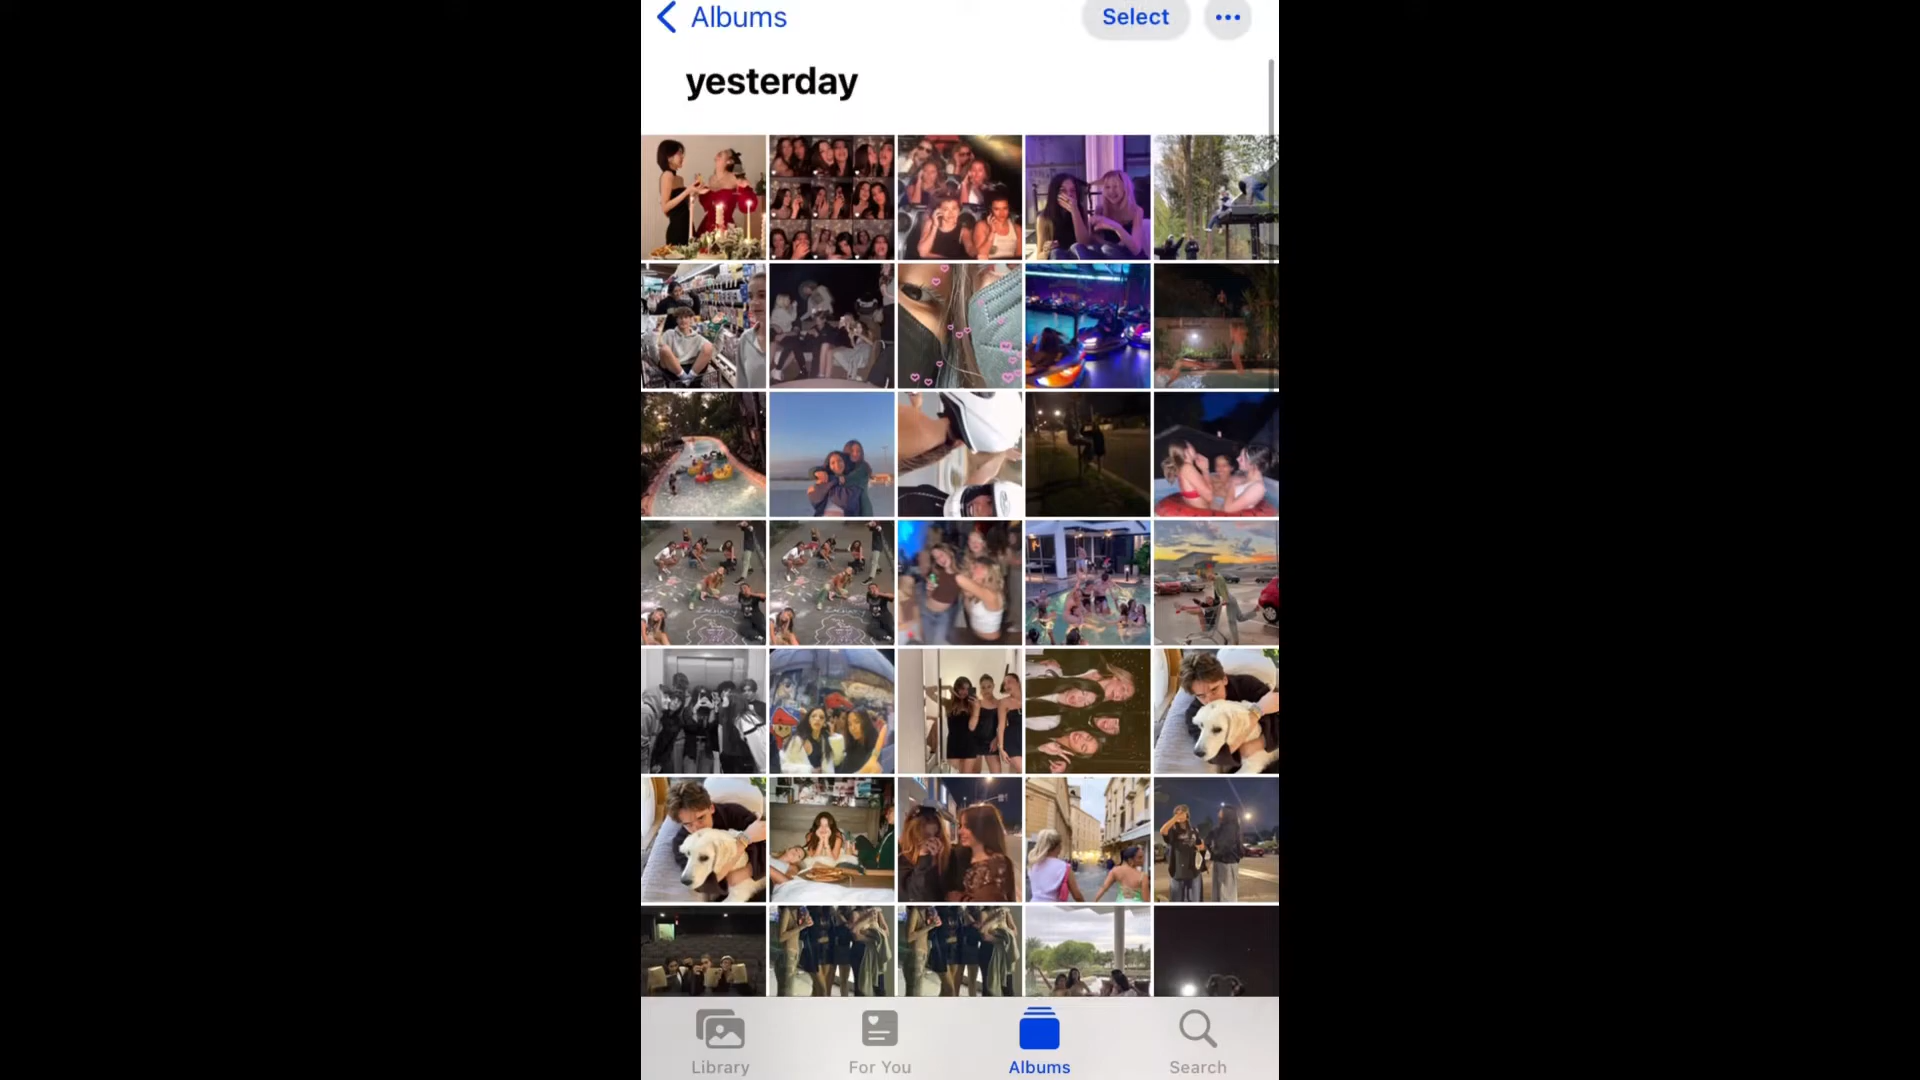 Albums
Select
yesterday
Library
For You
Albums
Search